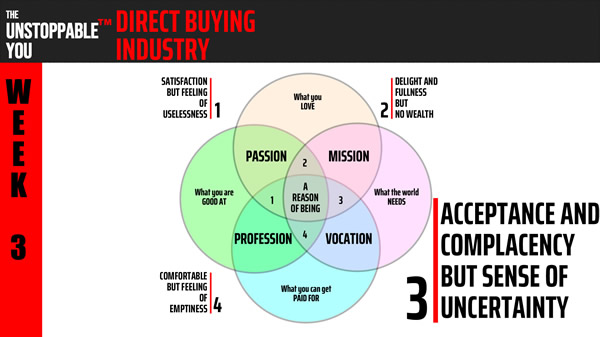 THE
UNSTOPPABLE™
YOU
DIRECT BUYING
INDUSTRY
WEEK 3
SATISFACTION
BUT FEELING
OF
USELESSNESS
1
DELIGHT AND
FULLNESS
BUT
NO WEALTH
2
What you
LOVE
PASSION
MISSION
2
What you are
GOOD AT
1
A
REASON
OF BEING
3
What the world
NEEDS
4
PROFESSION
VOCATION
What you can get
PAID FOR
COMFORTABLE
BUT FEELING
OF
EMPTINESS
4
3
ACCEPTANCE AND
COMPLACENCY
BUT SENSE OF
UNCERTAINTY